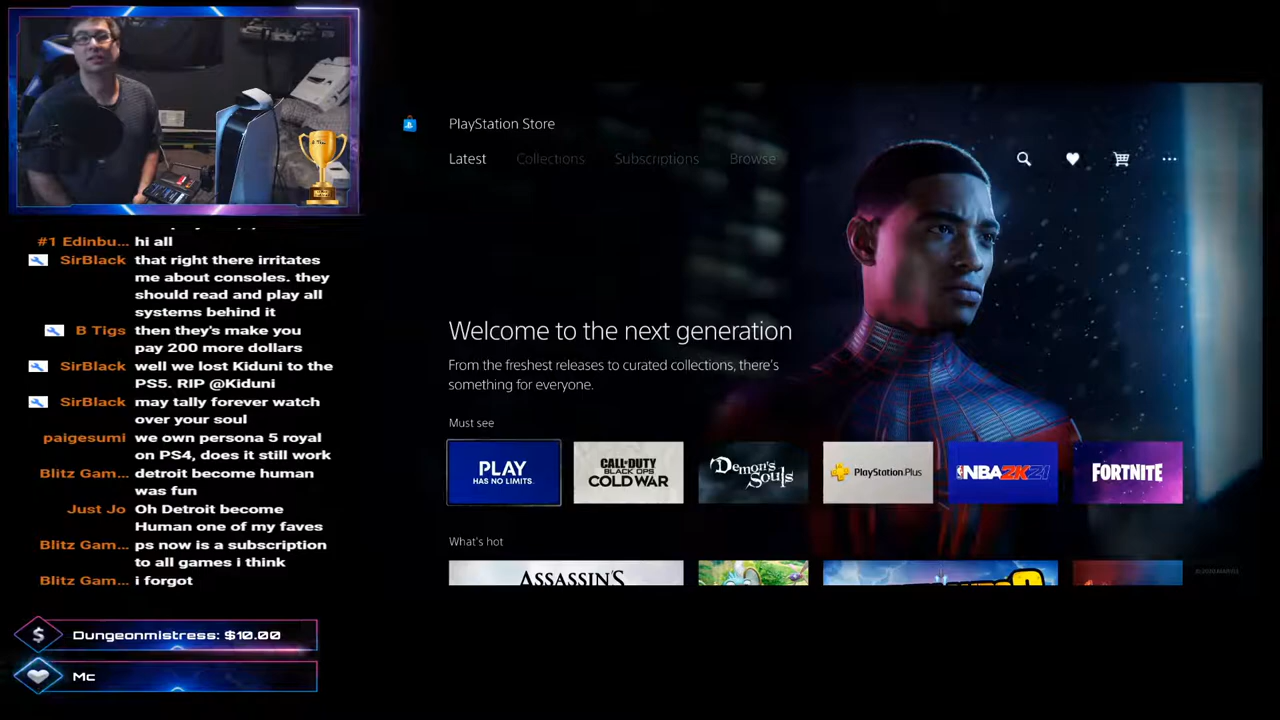 #1 Edinbu... hi all
SirBlack that right there irritates
me about consoles. they
should read and play all
systems behind it
B Tigs then they's make you
pay 200 more dollars
SirBlack well we lost Kiduni to the
PS5. RIP @Kiduni
SirBlack may tally forever watch
over your soul
paigesumi we own persona 5 royal
on PS4, does it still work
Blitz Gam... detroit become human
was fun
Just Jo Oh Detroit become
Human one of my faves
Blitz Gam... ps now is a subscription
to all games i think
Blitz Gam... i forgot
$ Dungeonmistress: $10.00
Mc
PlayStation Store
Latest Collections Subscriptions Browse
Welcome to the next generation
From the freshest releases to curated collections, there's
something for everyone.
Must see
PLAY
HAS NO LIMITS.
CALL OF DUTY
BLACK OPS
COLD WAR
Demon's
Souls
PlayStation Plus
NBA2K21
FORTNITE
What's hot
ASSASSIN'S